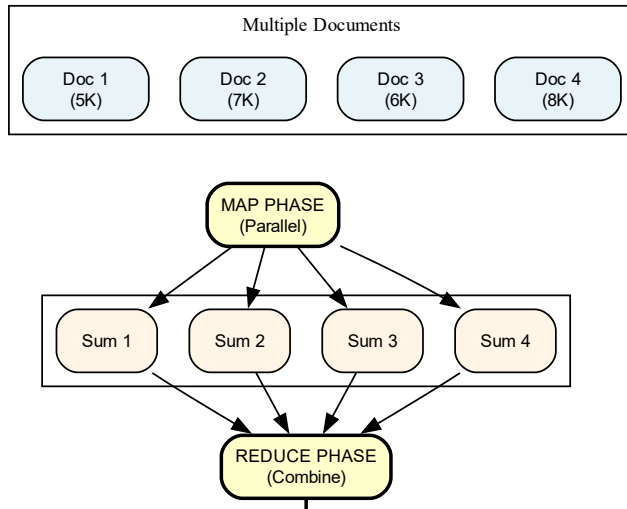 Multiple Documents
Doc 1
(5K)
Doc 2
(7K)
Doc 3
(6K)
Doc 4
(8K)
MAP PHASE
(Parallel)
Sum 1
Sum 2
Sum 3
Sum 4
REDUCE PHASE
(Combine)